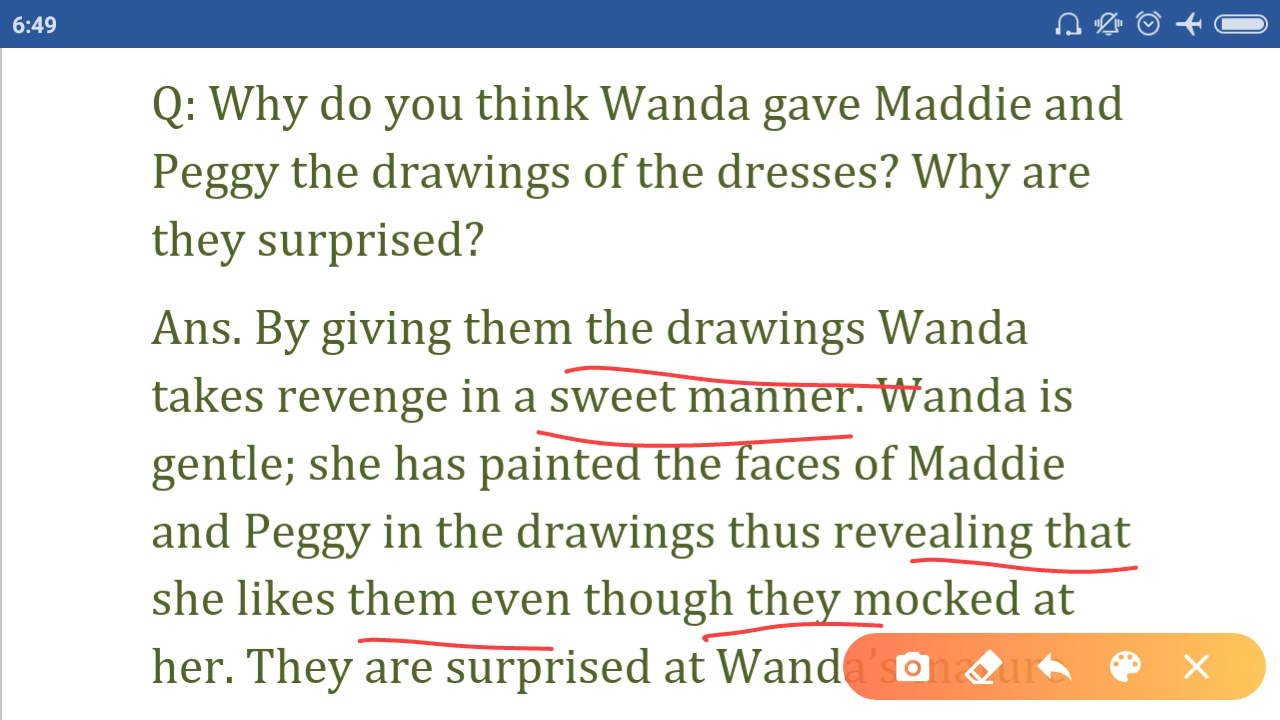 6:49
Q: Why do you think Wanda gave Maddie and
Peggy the drawings of the dresses? Why are
they surprised?
Ans. By giving them the drawings Wanda
takes revenge in a sweet manner. Wanda is
gentle; she has painted the faces of Maddie
and Peggy in the drawings thus revealing that
she likes them even though they mocked at
her. They are surprised at Wanda's mature